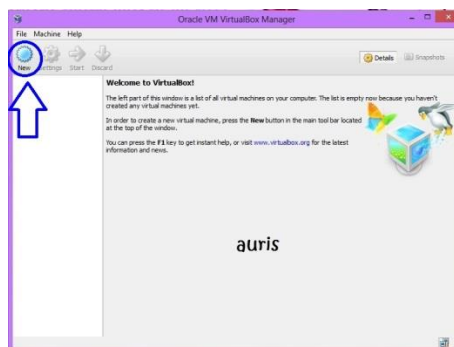 Oracle VM VirtualBox Manager
File Machine Help
New Settings Start Discard
Details Snapshots
Welcome to VirtualBox!
The left part of this window is a list of all virtual machines on your computer. The list is empty now because you haven't
created any virtual machines yet.
In order to create a new virtual machine, press the New button in the main tool bar located
at the top of the window.
You can press the F1 key to get instant help, or visit www.virtualbox.org for the latest
information and news.
auris